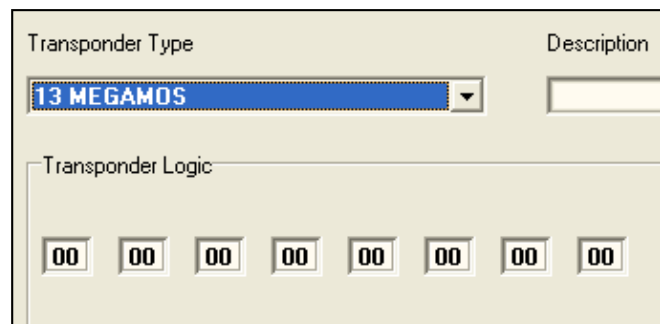 Transponder Type Description
13 MEGAMOS
Transponder Logic
00 00 00 00 00 00 00 00